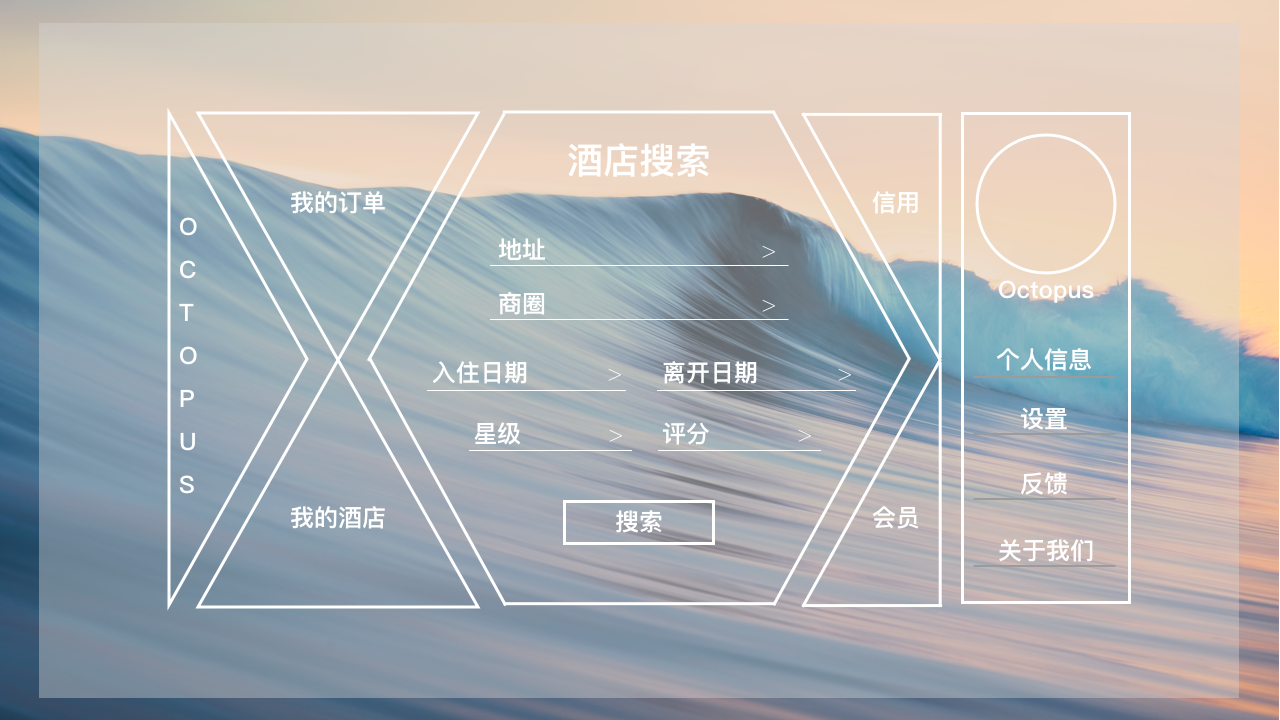 OCTOPUS
我的订单
我的酒店
酒店搜索
地址 >
商圈 >
入住日期 > 离开日期 >
星级 > 评分 >
搜索
信用
会员
Octopus
个人信息
设置
反馈
关于我们